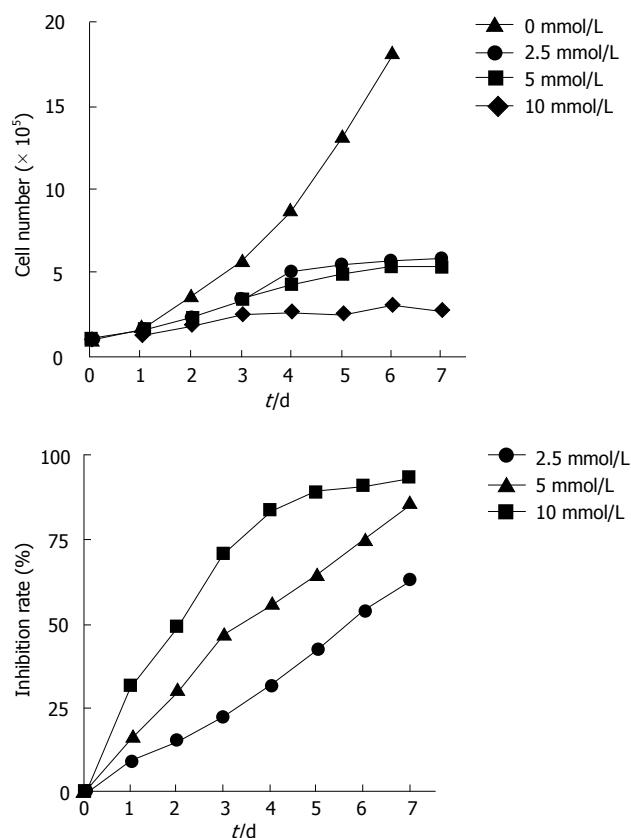 20
15
10
5
0
Cell number (× 10⁵)
0 1 2 3 4 5 6 7
t/d
0 mmol/L
2.5 mmol/L
5 mmol/L
10 mmol/L
100
75
50
25
0
Inhibition rate (%)
0 1 2 3 4 5 6 7
t/d
2.5 mmol/L
5 mmol/L
10 mmol/L